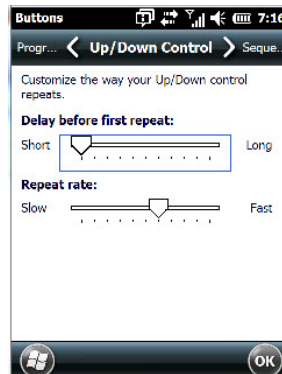 Buttons 7:16
Progr... Up/Down Control Seque...
Customize the way your Up/Down control
repeats.
Delay before first repeat:
Short Long
Repeat rate:
Slow Fast
OK